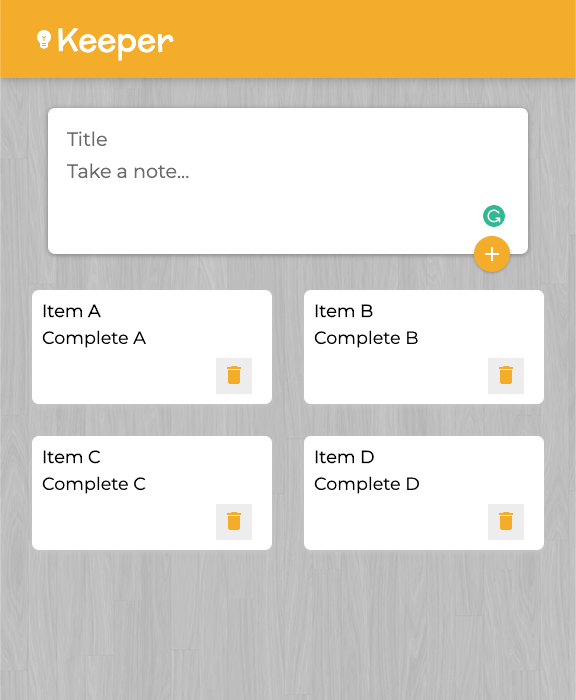 Keeper
Title
Take a note...
Item A
Complete A
Item B
Complete B
Item C
Complete C
Item D
Complete D